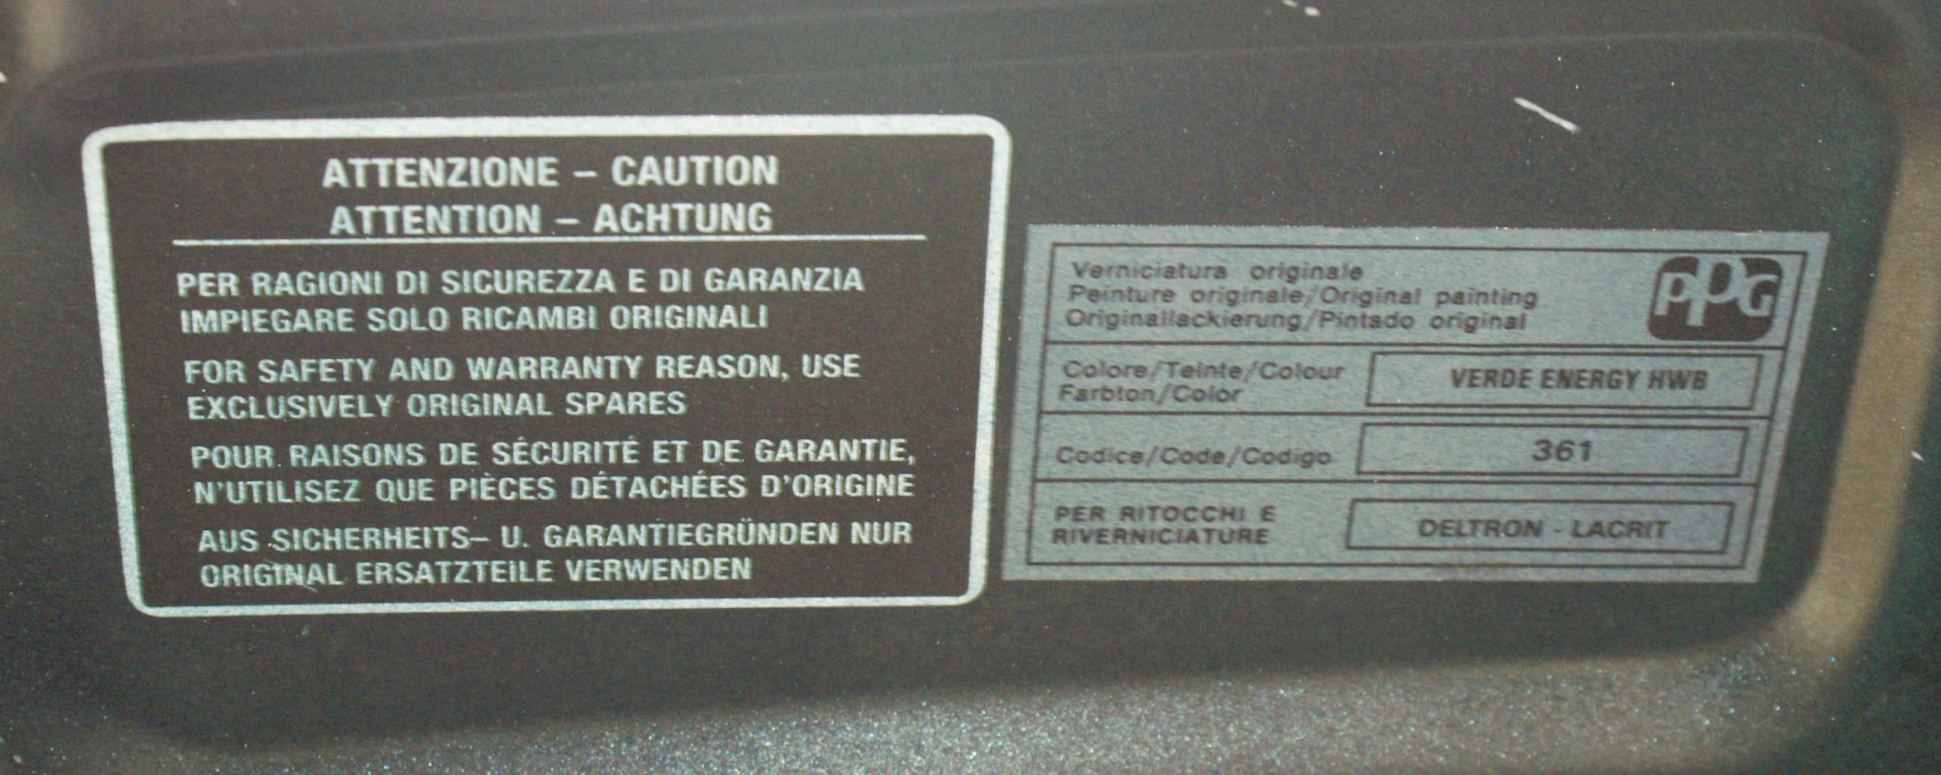 ATTENZIONE – CAUTION
ATTENTION – ACHTUNG
PER RAGIONI DI SICUREZZA E DI GARANZIA
IMPIEGARE SOLO RICAMBI ORIGINALI
FOR SAFETY AND WARRANTY REASON, USE
EXCLUSIVELY ORIGINAL SPARES
POUR RAISONS DE SÉCURITÉ ET DE GARANTIE,
N'UTILISEZ QUE PIÈCES DÉTACHÉES D'ORIGINE
AUS SICHERHEITS– U. GARANTIEGRÜNDEN NUR
ORIGINAL ERSATZTEILE VERWENDEN
Verniciatura originale
Peinture originale/Original painting
Originallackierung/Pintado original
PPG
Colore/Teinte/Colour
Farbton/Color
VERDE ENERGY HWB
Codice/Code/Codigo
361
PER RITOCCHI E
RIVERNICIATURE
DELTRON - LACRIT